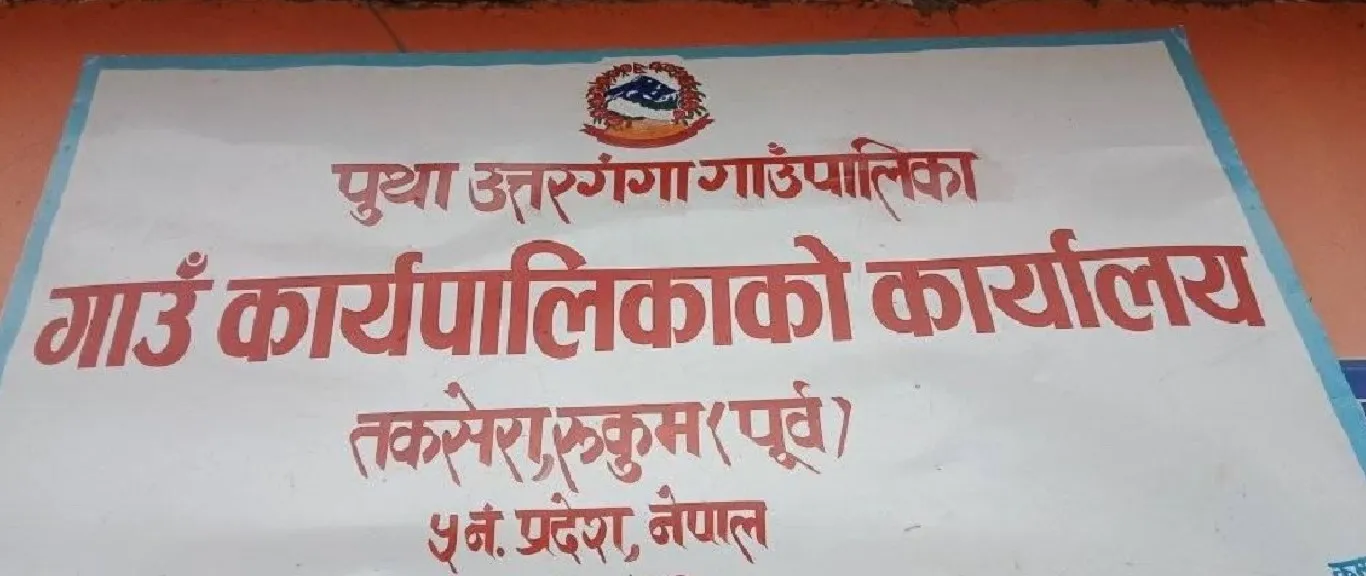 पुथा उत्तरगंगा गाउँपालिका
गाउँ कार्यपालिकाको कार्यालय
तकसेरा, रुकुम (पूर्व)
५ नं. प्रदेश, नेपाल